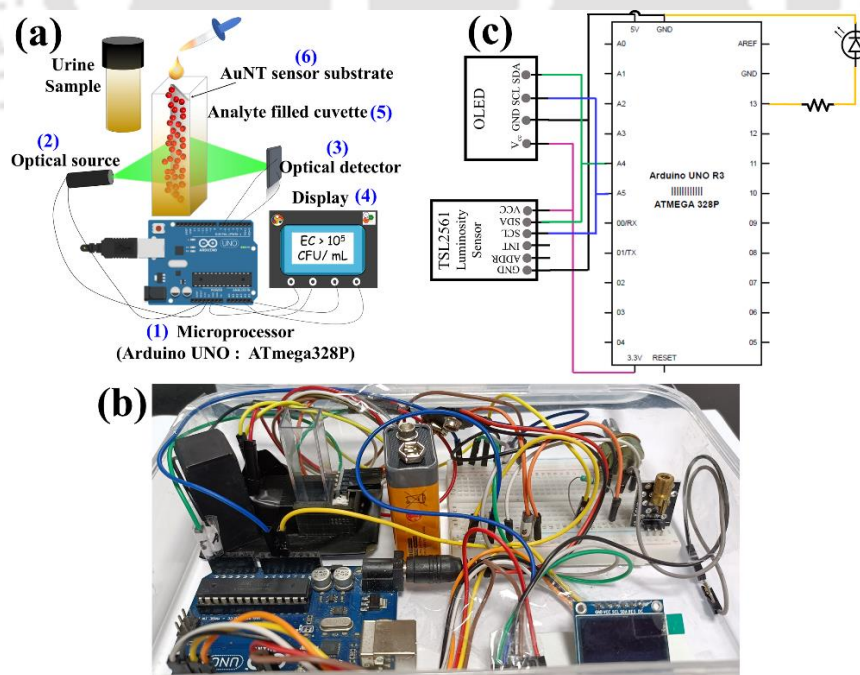 (a)
Urine
Sample
(6)
AuNT sensor substrate
Analyte filled cuvette (5)
(2)
Optical source
(3)
Optical detector
Display (4)
EC > 10⁵
CFU/ mL
ARDUINO
UNO
(1) Microprocessor
(Arduino UNO : ATmega328P)
(c)
OLED
SDA
SCL
GND
Vcc
TSL2561
Luminosity
Sensor
VCC
SDA
SCL
INT
ADDR
GND
5V GND
A0
A1
A2
A3
A4
A5
00/RX
01/TX
02
03
04
3.3V RESET
AREF
GND
13
12
11
10
09
08
07
06
05
Arduino UNO R3
ATMEGA 328P
(b)
UNO